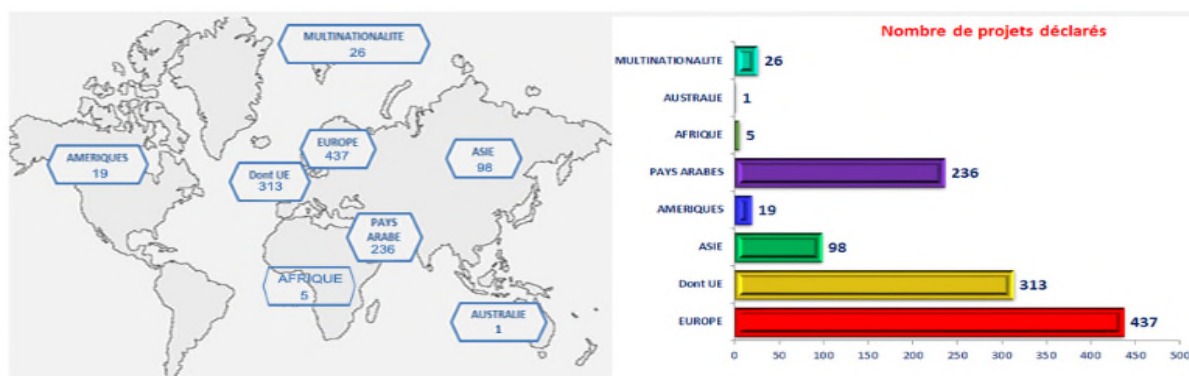 MULTINATIONALITE
26
EUROPE
437
ASIE
98
AMERIQUES
19
Dont UE
313
PAYS
ARABE
236
AFRIQUE
5
AUSTRALIE
1
Nombre de projets déclarés
MULTINATIONALITE 26
AUSTRALIE 1
AFRIQUE 5
PAYS ARABES 236
AMERIQUES 19
ASIE 98
Dont UE 313
EUROPE 437
0 50 100 150 200 250 300 350 400 450 500